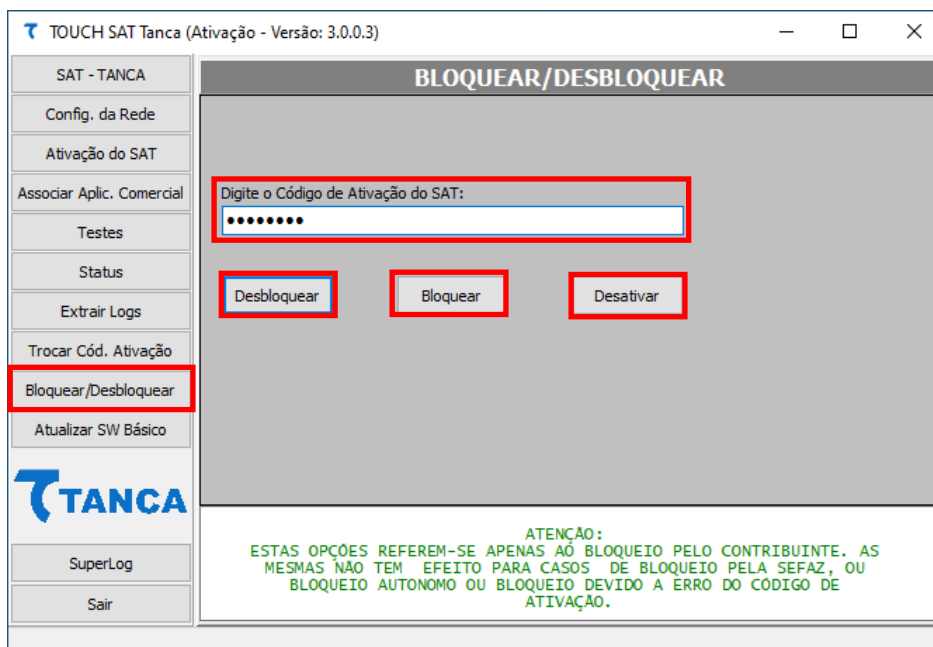 TOUCH SAT Tanca (Ativação - Versão: 3.0.0.3)
SAT - TANCA
Config. da Rede
Ativação do SAT
Associar Aplic. Comercial
Testes
Status
Extrair Logs
Trocar Cód. Ativação
Bloquear/Desbloquear
Atualizar SW Básico
TANCA
SuperLog
Sair
BLOQUEAR/DESBLOQUEAR
Digite o Código de Ativação do SAT:
••••••••
Desbloquear
Bloquear
Desativar
ATENÇÃO:
ESTAS OPÇÕES REFEREM-SE APENAS AO BLOQUEIO PELO CONTRIBUINTE. AS
MESMAS NÃO TEM EFEITO PARA CASOS DE BLOQUEIO PELA SEFAZ, OU
BLOQUEIO AUTONOMO OU BLOQUEIO DEVIDO A ERRO DO CÓDIGO DE
ATIVAÇÃO.